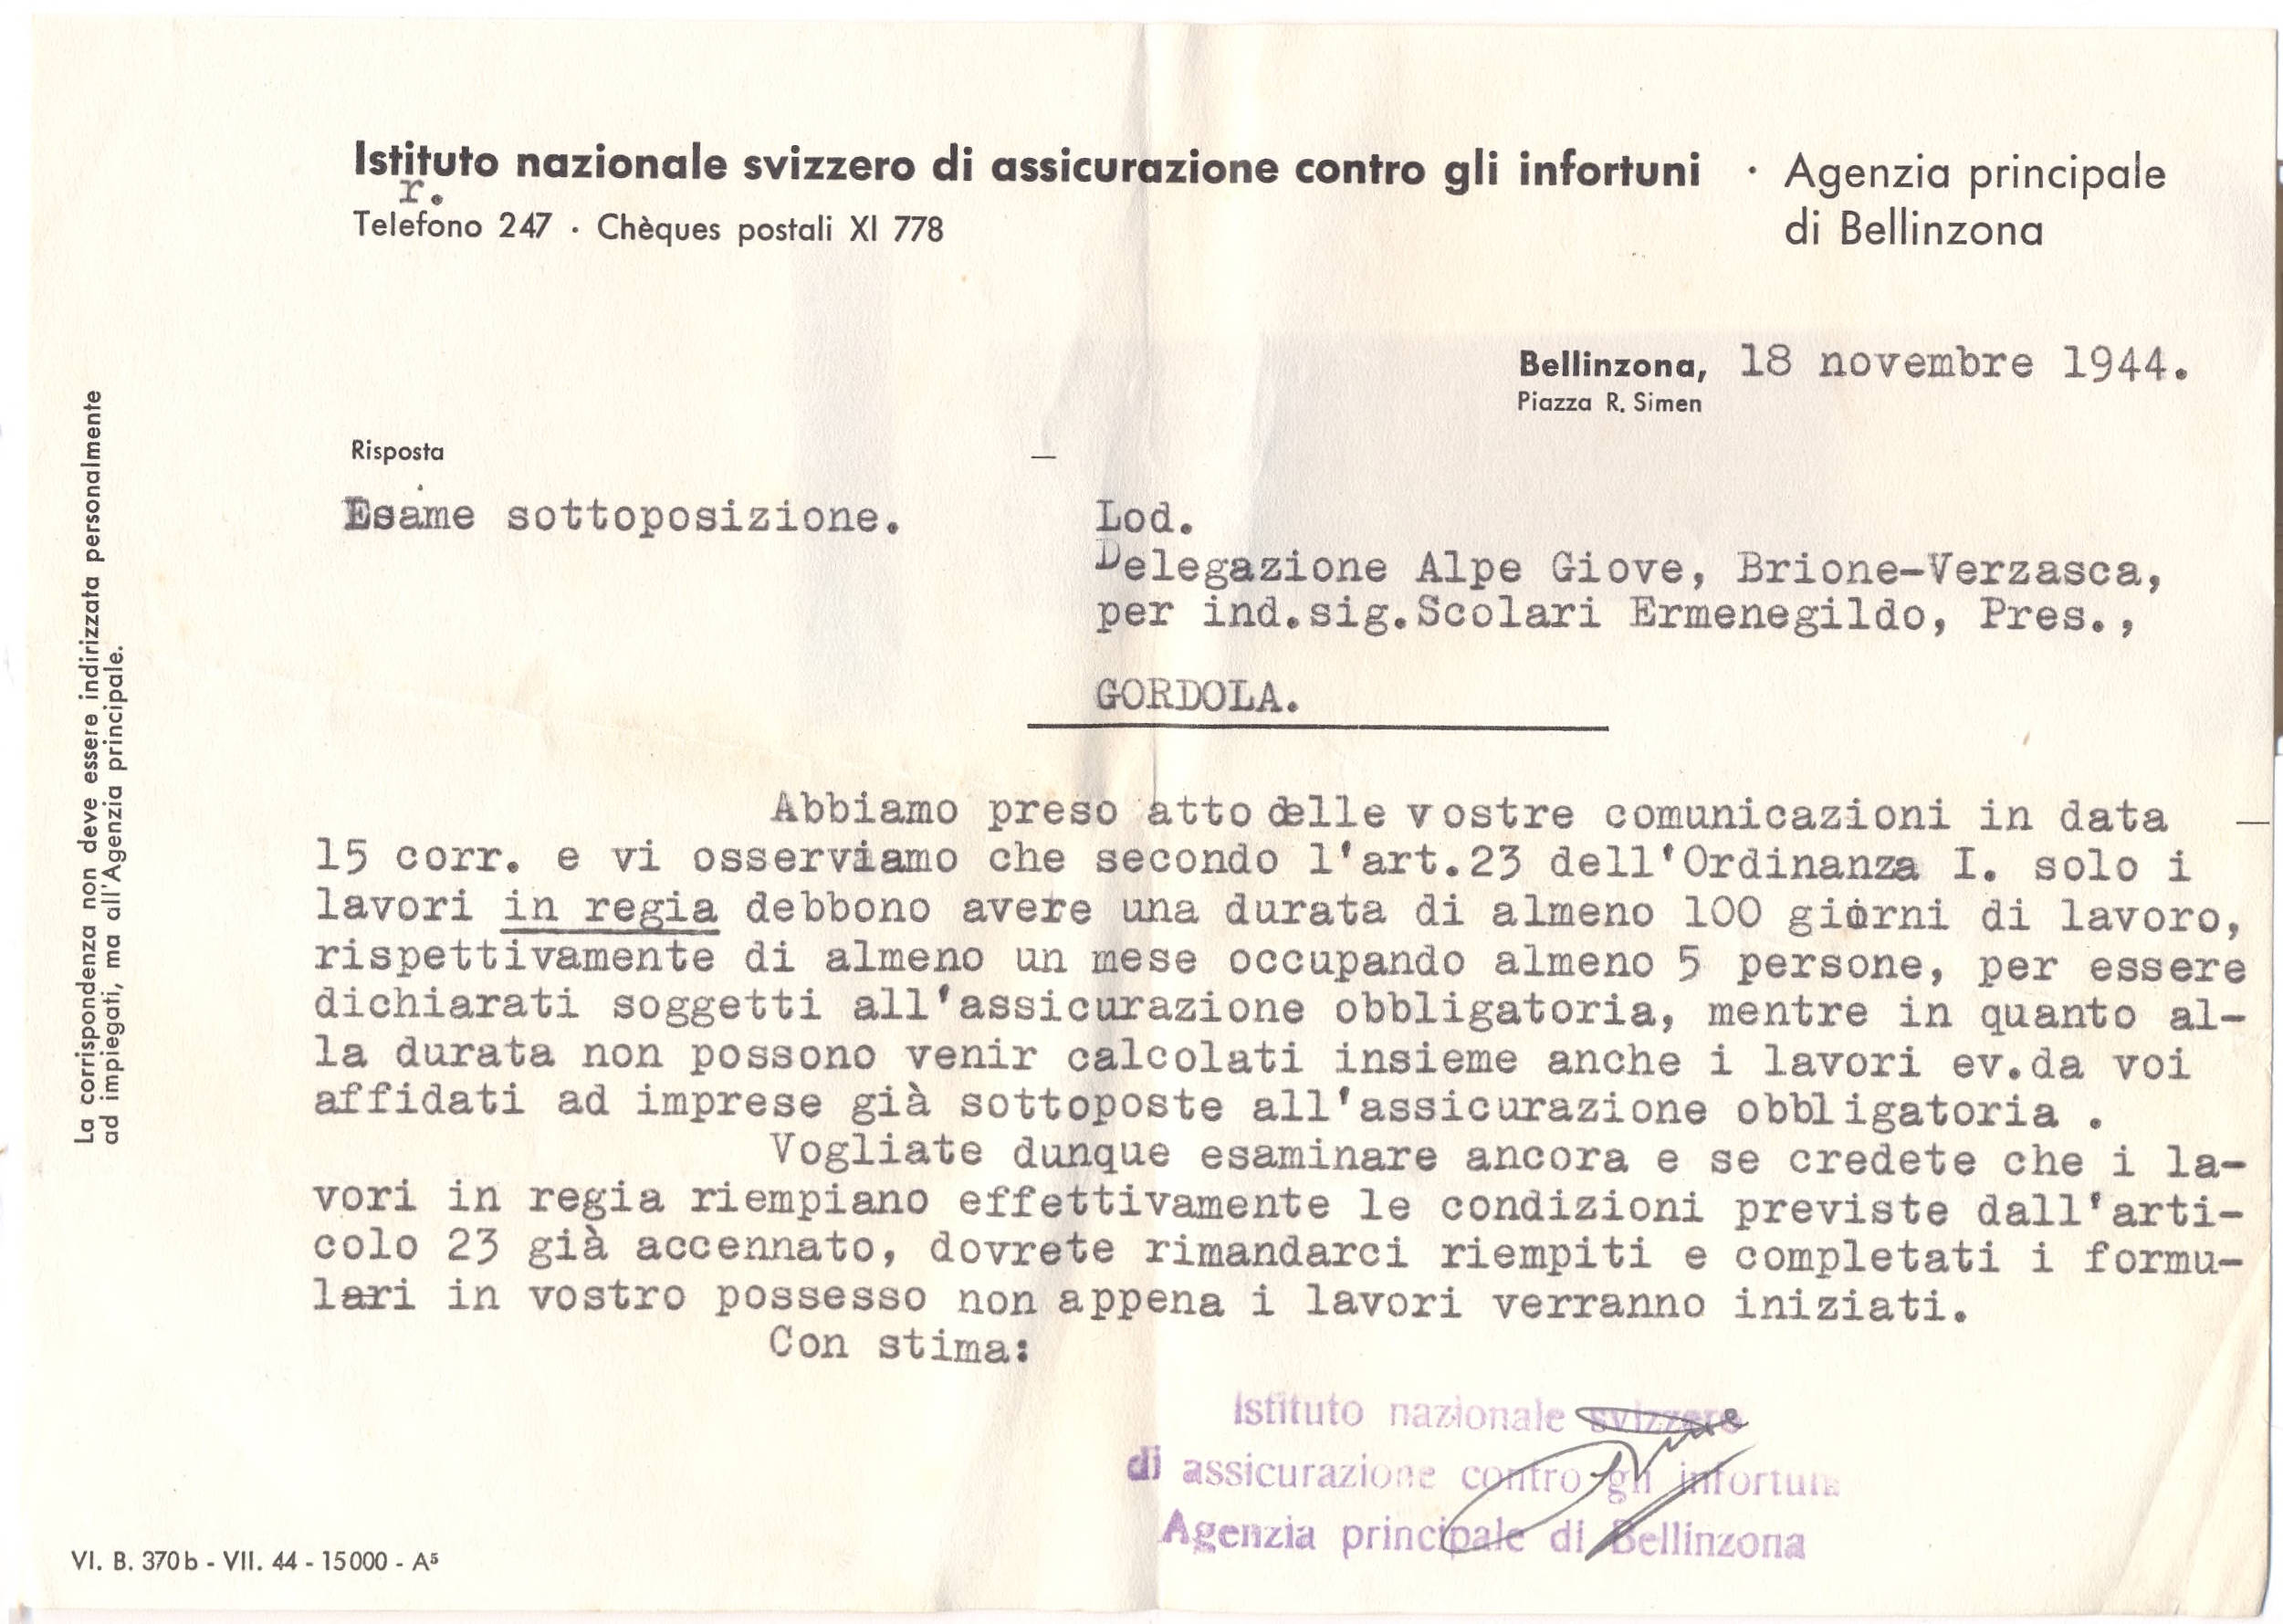 Istituto nazionale svizzero di assicurazione contro gli infortuni · Agenzia principale
di Bellinzona
r.
Telefono 247 · Chèques postali XI 778
Bellinzona, 18 novembre 1944.
Piazza R. Simen
Risposta
Esame sottoposizione.
Lod.
Delegazione Alpe Giove, Brione-Verzasca,
per ind.sig.Scolari Ermenegildo, Pres.,
GORDOLA.
Abbiamo preso atto delle vostre comunicazioni in data
15 corr. e vi osserviamo che secondo l'art.23 dell'Ordinanza I. solo i
lavori in regia debbono avere una durata di almeno 100 giorni di lavoro,
rispettivamente di almeno un mese occupando almeno 5 persone, per essere
dichiarati soggetti all'assicurazione obbligatoria, mentre in quanto al-
la durata non possono venir calcolati insieme anche i lavori ev.da voi
affidati ad imprese già sottoposte all'assicurazione obbligatoria .
Vogliate dunque esaminare ancora e se credete che i la-
vori in regia riempiano effettivamente le condizioni previste dall'arti-
colo 23 già accennato, dovrete rimandarci riempiti e completati i formu-
lari in vostro possesso non appena i lavori verranno iniziati.
Con stima:
Istituto nazionale svizzero
di assicurazione contro gli infortuni
Agenzia principale di Bellinzona
La corrispondenza non deve essere indirizzata personalmente
ad impiegati, ma all'Agenzia principale.
VI. B. 370b - VII. 44 - 15000 - A5